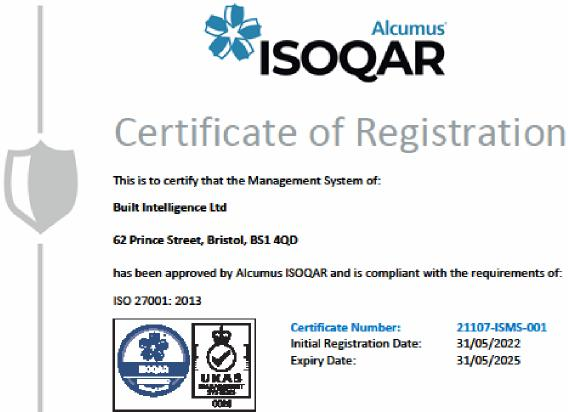 Alcumus
ISOQAR
Certificate of Registration
This is to certify that the Management System of:
Built Intelligence Ltd
62 Prince Street, Bristol, BS1 4QD
has been approved by Alcumus ISOQAR and is compliant with the requirements of:
ISO 27001: 2013
Certificate Number: 21107-ISMS-001
Initial Registration Date: 31/05/2022
Expiry Date: 31/05/2025
ISOQAR
UKAS
MANAGEMENT
SYSTEMS